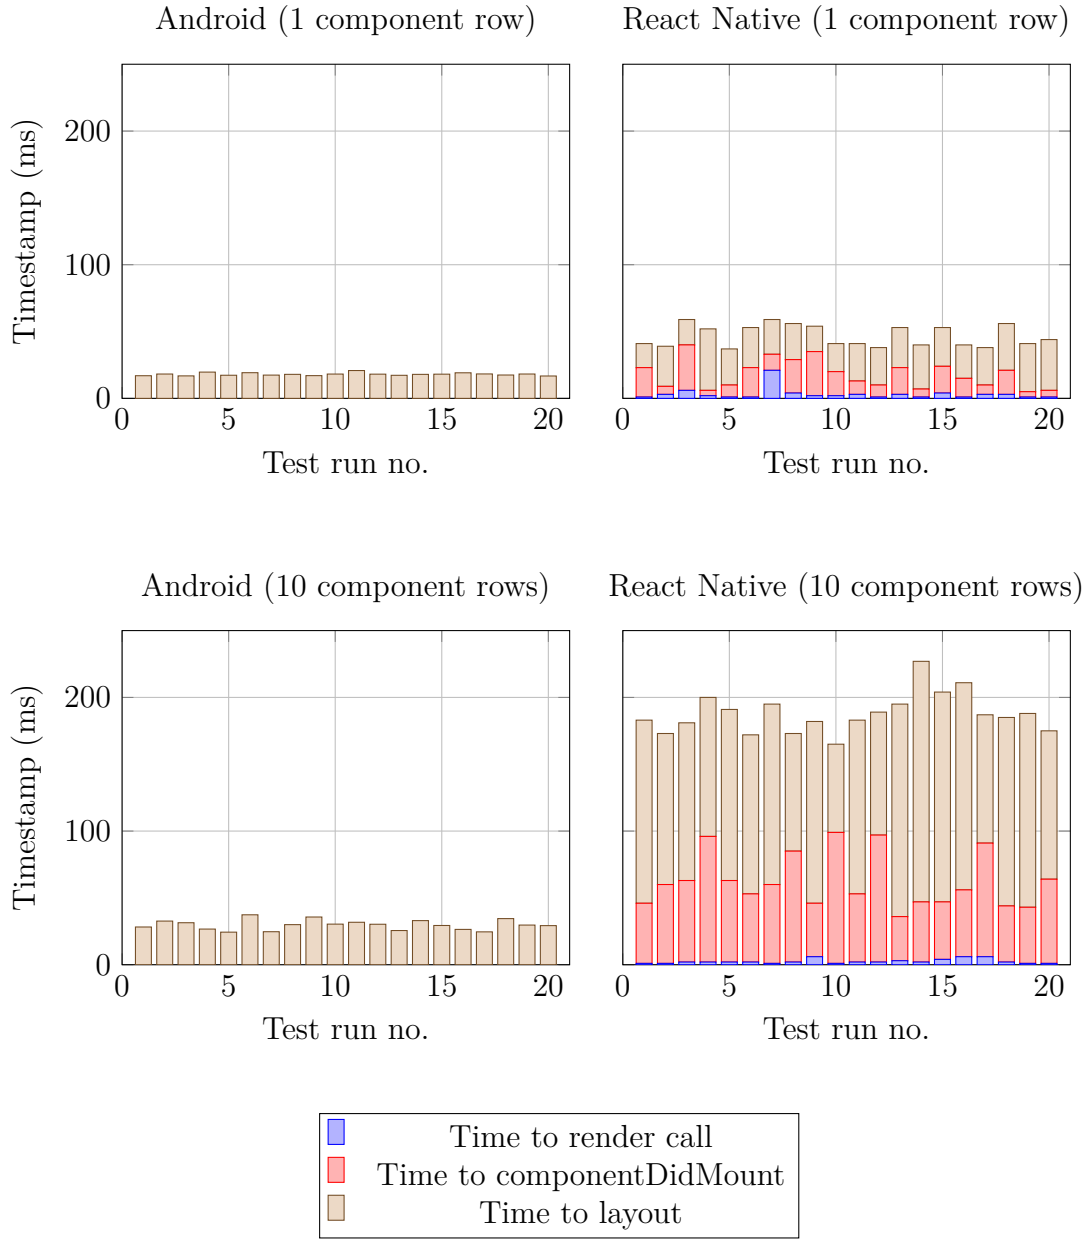 Android (1 component row)
React Native (1 component row)
Timestamp (ms)
200
100
0
0 5 10 15 20
0 5 10 15 20
Test run no.
Test run no.
Android (10 component rows)
React Native (10 component rows)
Timestamp (ms)
200
100
0
0 5 10 15 20
0 5 10 15 20
Test run no.
Test run no.
Time to render call
Time to componentDidMount
Time to layout